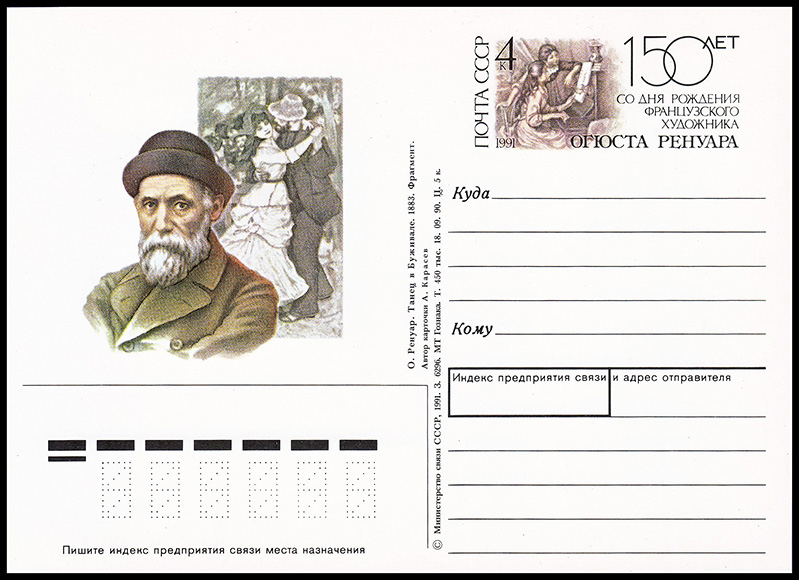 ПОЧТА СССР
4
К
1991
150 ЛЕТ
СО ДНЯ РОЖДЕНИЯ
ФРАНЦУЗСКОГО
ХУДОЖНИКА
ОГЮСТА РЕНУАРА
О. Ренуар. Танец в Буживале. 1883. Фрагмент.
Автор карточки А. Карасев
© Министерство связи СССР, 1991. З. 6296. МТ Гознака. Т. 450 тыс. 18. 09. 90. Ц. 5 к.
Куда
Кому
Индекс предприятия связи и адрес отправителя
Пишите индекс предприятия связи места назначения